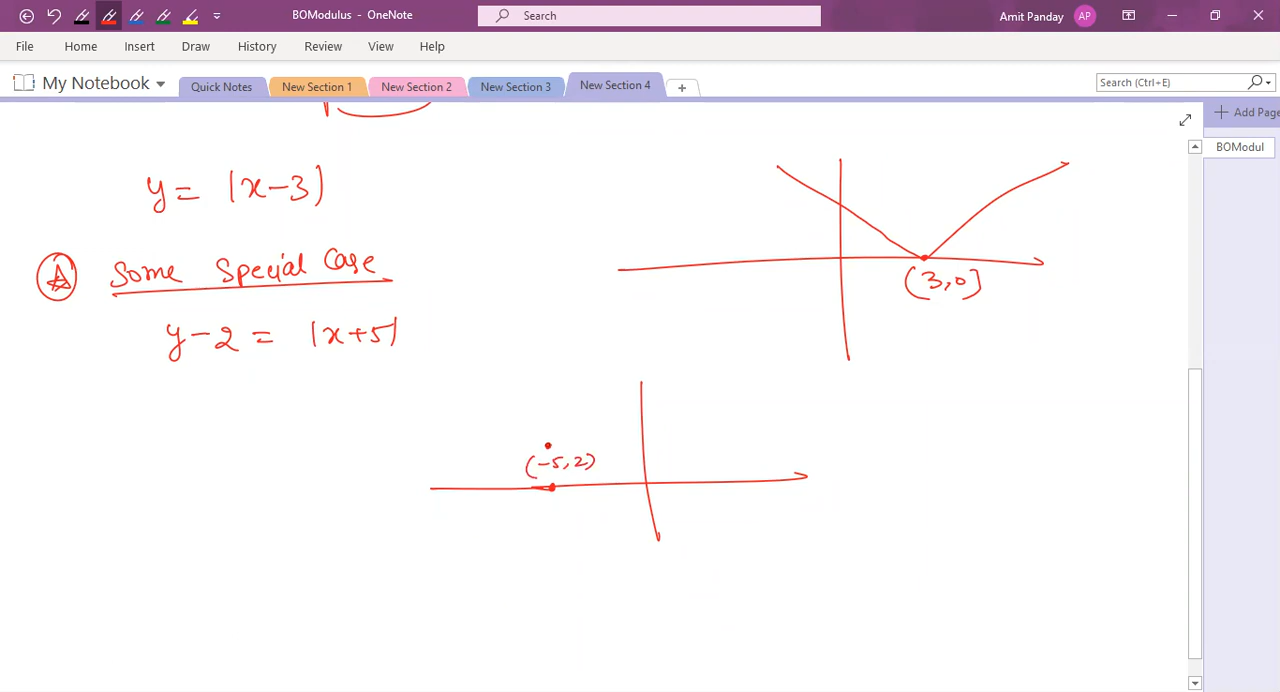 BOModulus - OneNote
Search
Amit Panday
AP
File Home Insert Draw History Review View Help
My Notebook
Quick Notes
New Section 1
New Section 2
New Section 3
New Section 4
Search (Ctrl+E)
Add Page
BOModul
y = |x-3|
(3,0)
A Some Special Case
y-2 = |x+5|
(-5,2)